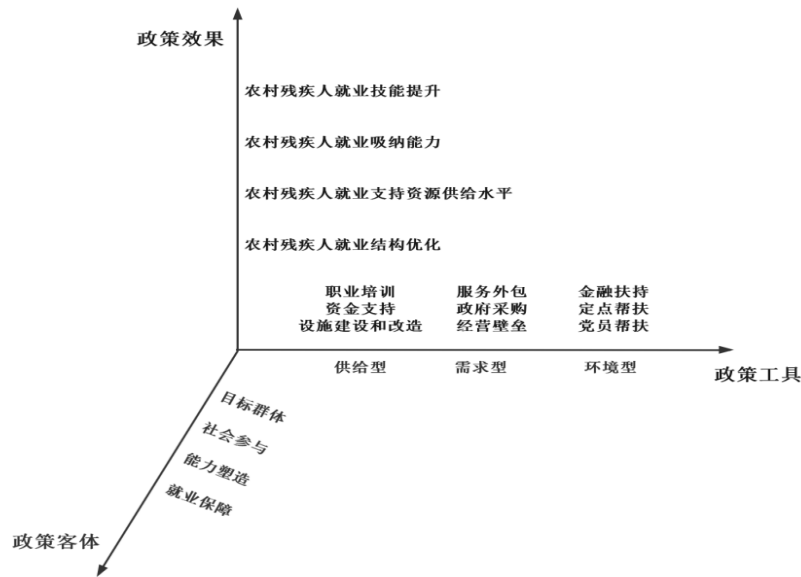 政策效果
农村残疾人就业技能提升
农村残疾人就业吸纳能力
农村残疾人就业支持资源供给水平
农村残疾人就业结构优化
职业培训 服务外包 金融扶持
资金支持 政府采购 定点帮扶
设施建设和改造 经营壁垒 党员帮扶
供给型 需求型 环境型
政策工具
目标群体
社会参与
能力塑造
就业保障
政策客体